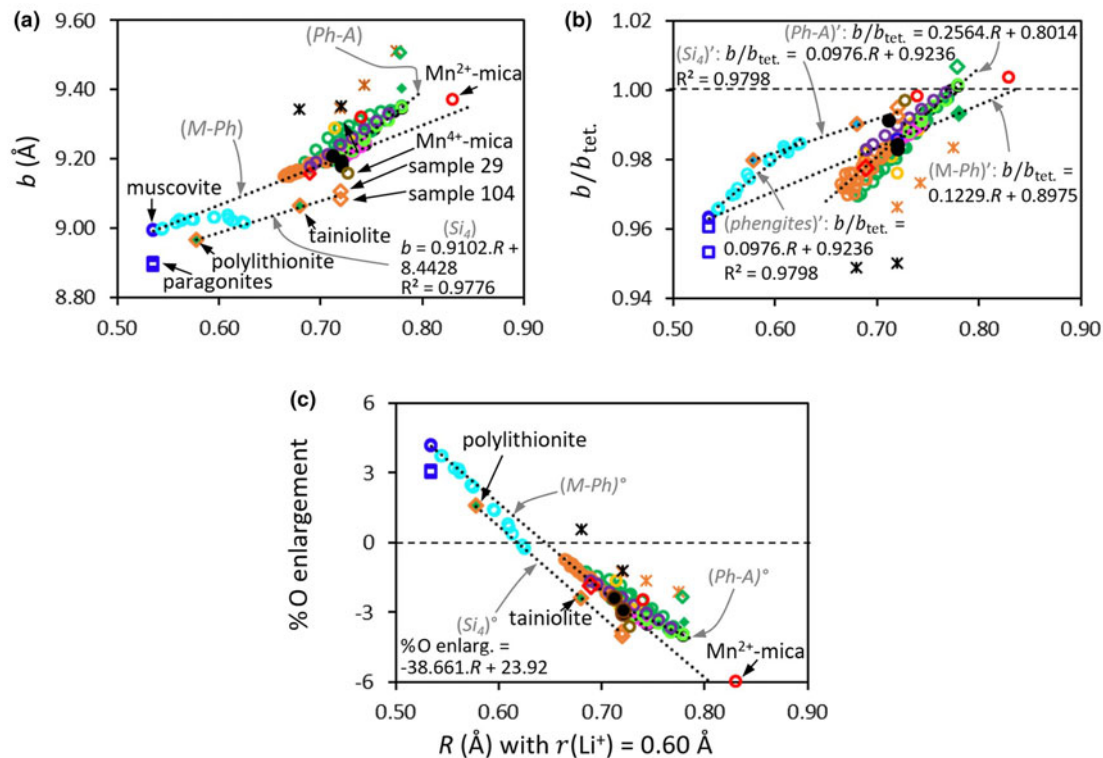 (a)
9.60
9.40
9.20
9.00
8.80
b (Å)
(Ph-A)
Mn²⁺-mica
(M-Ph)
Mn⁴⁺-mica
sample 29
sample 104
muscovite
tainiolite
(Si₄)
b = 0.9102.R +
8.4428
R² = 0.9776
polylithionite
paragonites
0.50 0.60 0.70 0.80 0.90
(b)
1.02
1.00
0.98
0.96
0.94
b/b_tet.
(Ph-A)’: b/b_tet. = 0.2564.R + 0.8014
(Si₄)’: b/b_tet. = 0.0976.R + 0.9236
R² = 0.9798
(M-Ph)’: b/b_tet. =
0.1229.R + 0.8975
(phengites)’: b/b_tet. =
0.0976.R + 0.9236
R² = 0.9798
0.50 0.60 0.70 0.80 0.90
(c)
6
3
0
-3
-6
%O enlargement
polylithionite
(M-Ph)°
(Ph-A)°
tainiolite
(Si₄)°
%O enlarg. =
-38.661.R + 23.92
Mn²⁺-mica
0.50 0.60 0.70 0.80 0.90
R (Å) with r(Li⁺) = 0.60 Å